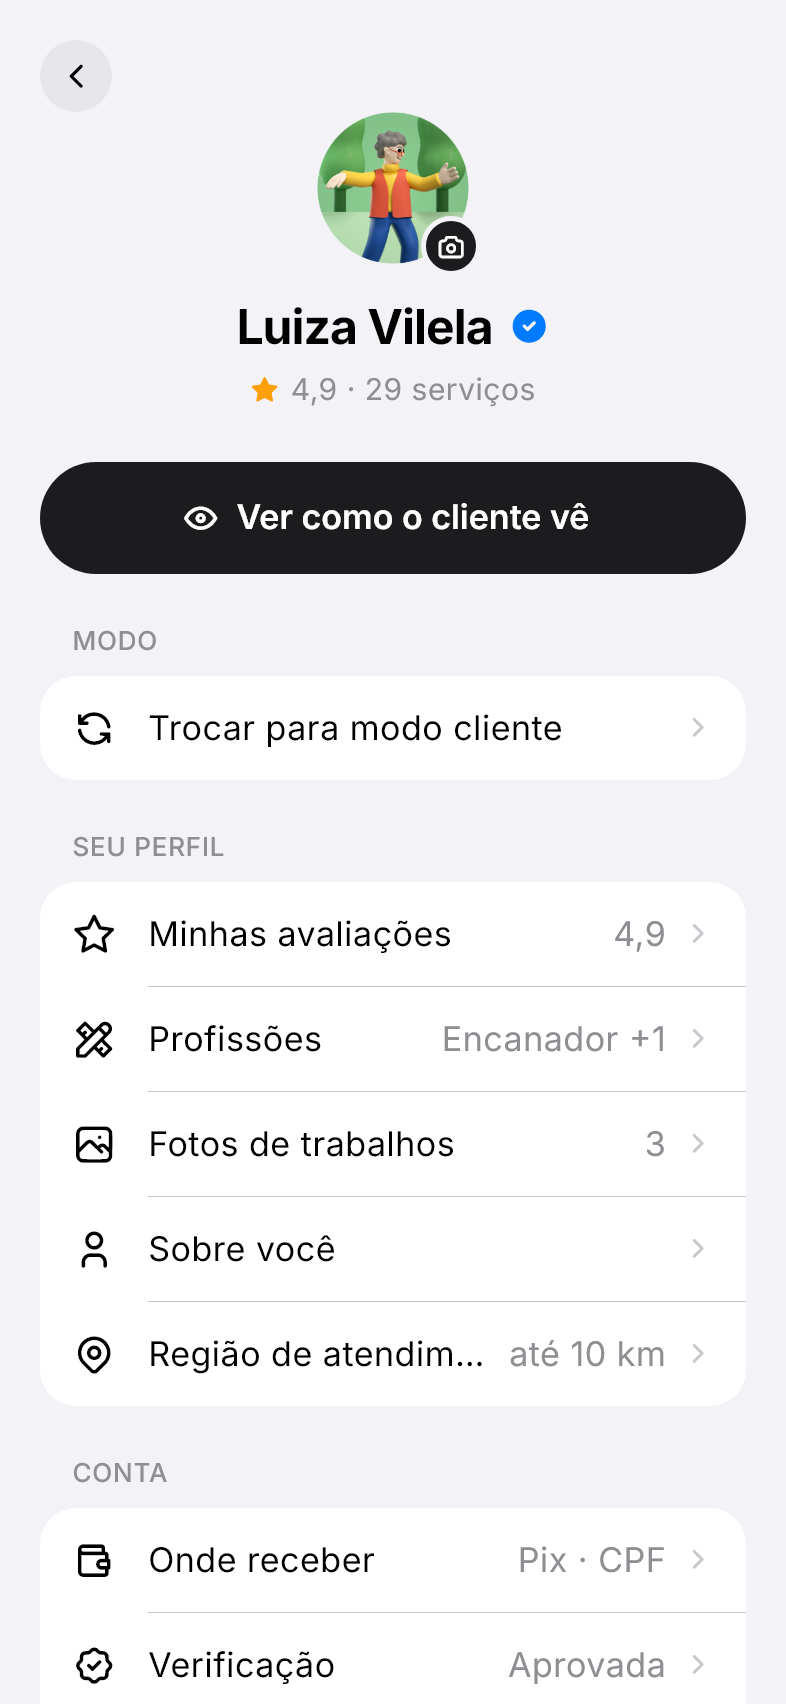 Luiza Vilela
4,9 · 29 serviços
Ver como o cliente vê
MODO
Trocar para modo cliente
SEU PERFIL
Minhas avaliações 4,9
Profissões Encanador +1
Fotos de trabalhos 3
Sobre você
Região de atendim... até 10 km
CONTA
Onde receber Pix · CPF
Verificação Aprovada